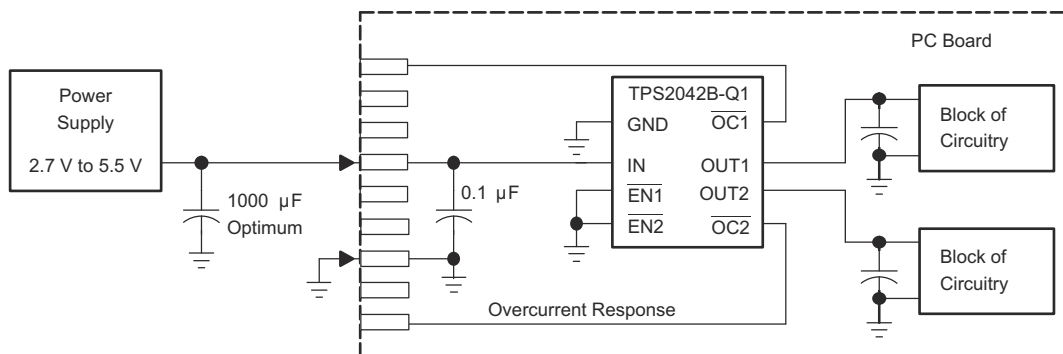 PC Board
Power
Supply
2.7 V to 5.5 V
1000 µF
Optimum
0.1 µF
TPS2042B-Q1
GND
OC1
IN
OUT1
EN1
OUT2
EN2
OC2
Block of
Circuitry
Block of
Circuitry
Overcurrent Response